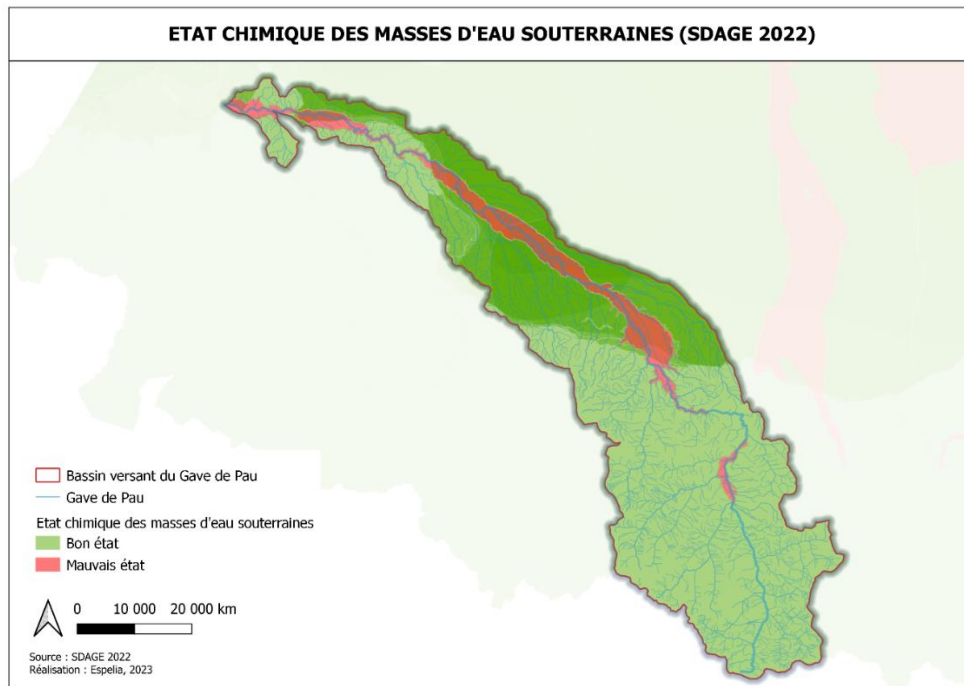 ETAT CHIMIQUE DES MASSES D'EAU SOUTERRAINES (SDAGE 2022)
Bassin versant du Gave de Pau
Gave de Pau
Etat chimique des masses d'eau souterraines
Bon état
Mauvais état
0 10 000 20 000 km
Source : SDAGE 2022
Réalisation : Espelia, 2023